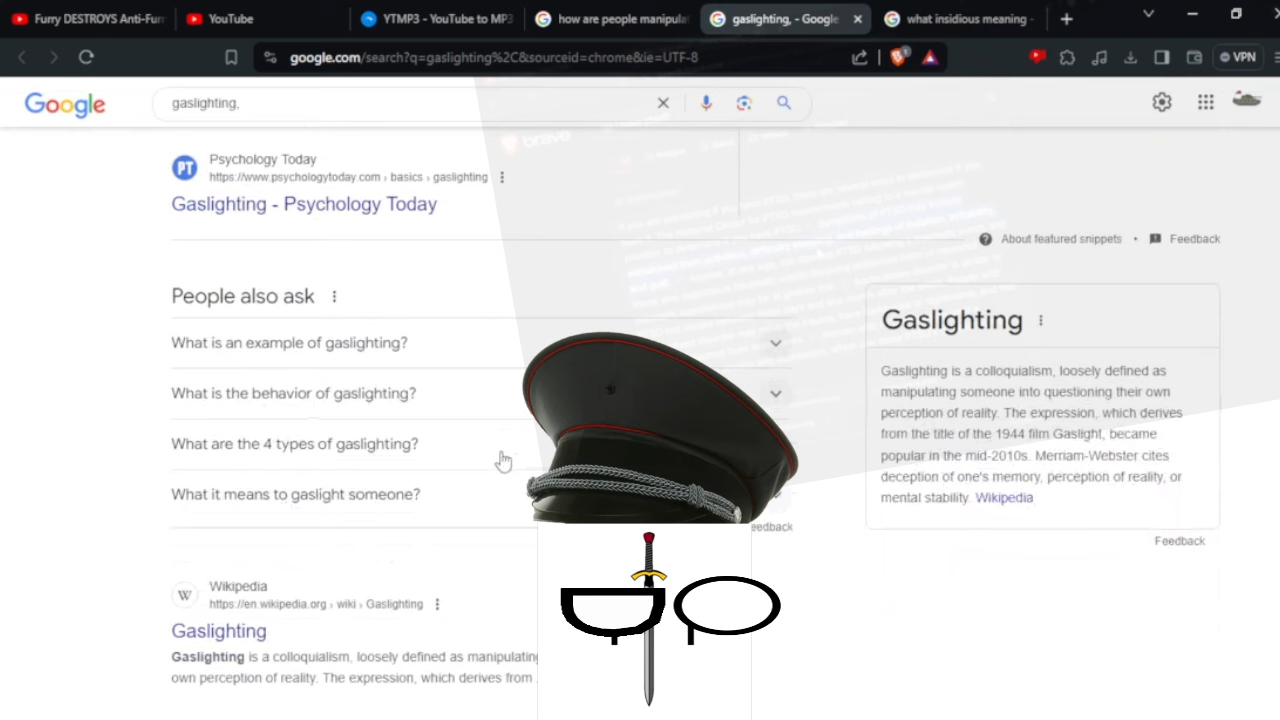 Furry DESTROYS Anti-Furr
YouTube
YTMP3 - YouTube to MP3
how are people manipulat
gaslighting, - Google
what insidious meaning -
google.com/search?q=gaslighting%2C&sourceid=chrome&ie=UTF-8
VPN
Google
gaslighting,
brave
PT
Psychology Today
https://www.psychologytoday.com › basics › gaslighting
Gaslighting - Psychology Today
About featured snippets • Feedback
People also ask
What is an example of gaslighting?
What is the behavior of gaslighting?
What are the 4 types of gaslighting?
What it means to gaslight someone?
eedback
Gaslighting
Gaslighting is a colloquialism, loosely defined as
manipulating someone into questioning their own
perception of reality. The expression, which derives
from the title of the 1944 film Gaslight, became
popular in the mid-2010s. Merriam-Webster cites
deception of one's memory, perception of reality, or
mental stability. Wikipedia
Feedback
W
Wikipedia
https://en.wikipedia.org › wiki › Gaslighting
Gaslighting
Gaslighting is a colloquialism, loosely defined as manipulating
own perception of reality. The expression, which derives from